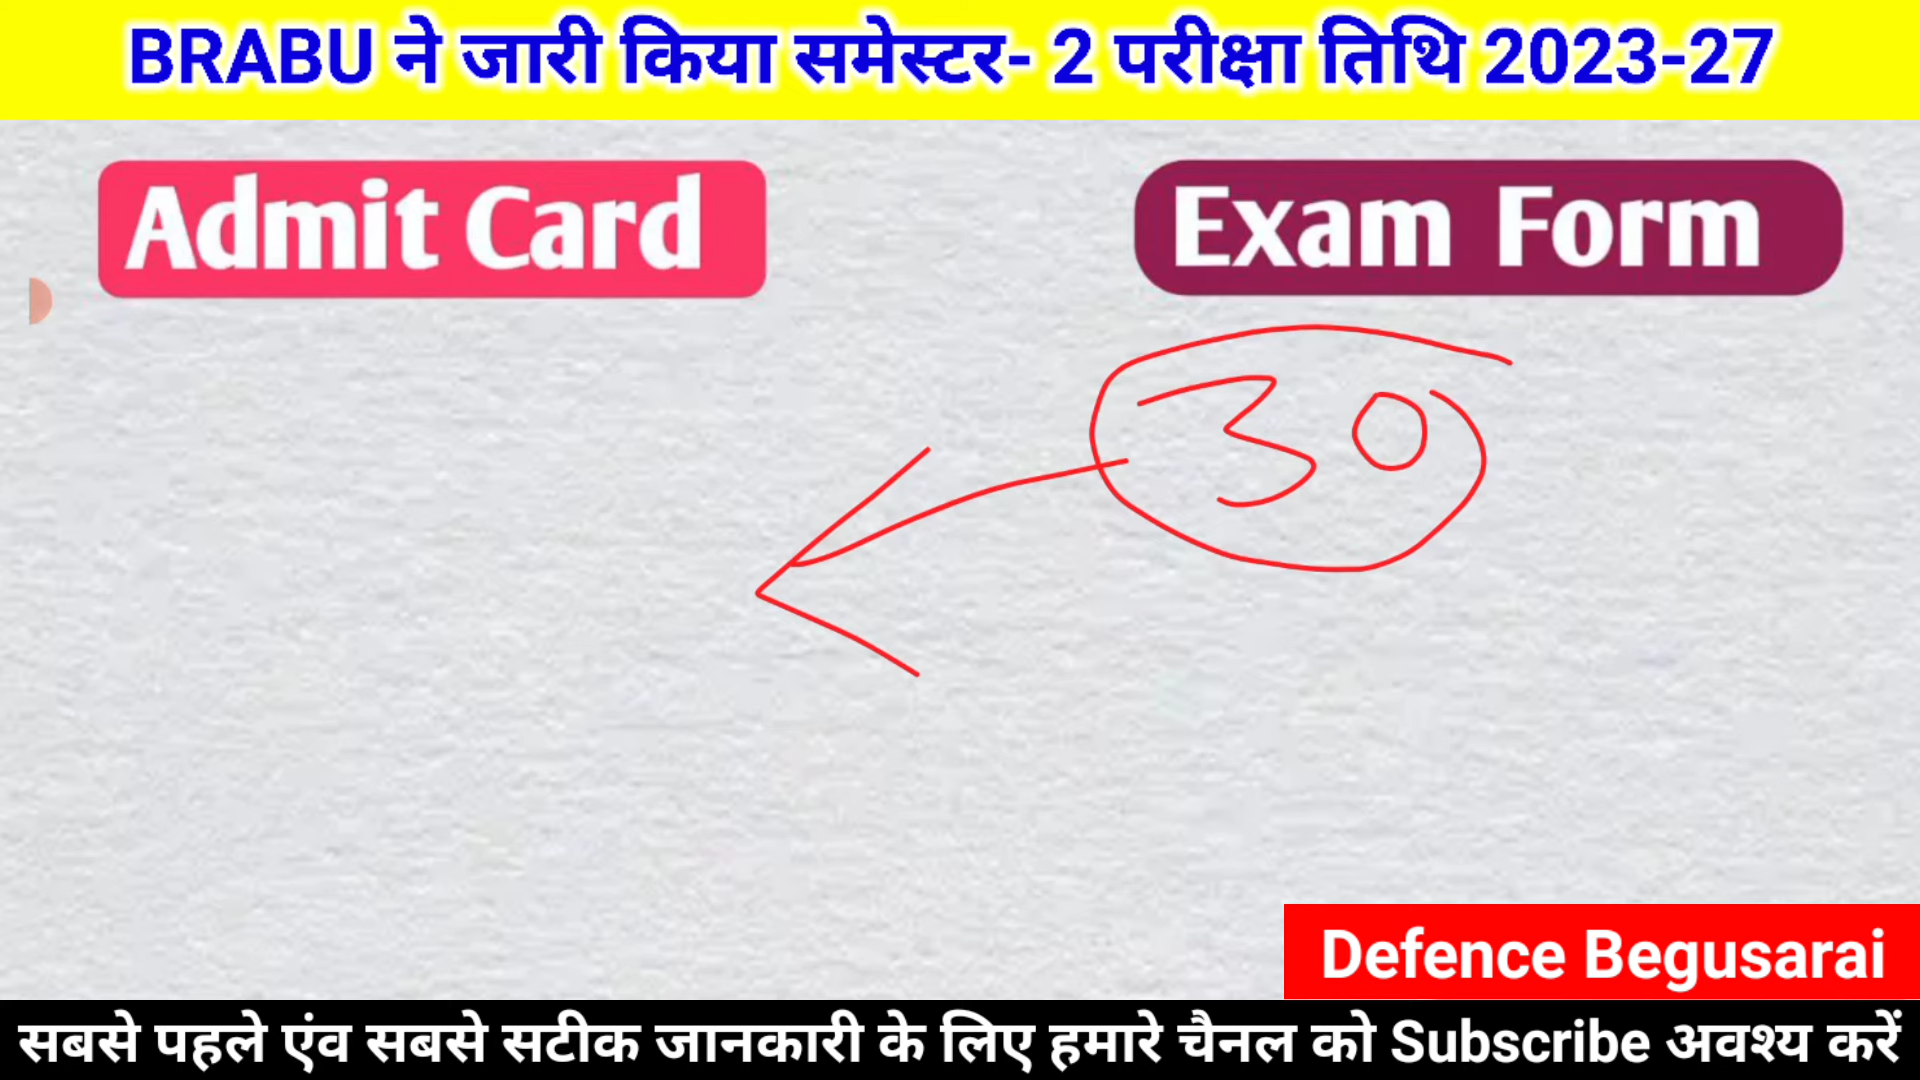 BRABU ने जारी किया समेस्टर- 2 परीक्षा तिथि 2023-27
Admit Card
Exam Form
30
Defence Begusarai
सबसे पहले एंव सबसे सटीक जानकारी के लिए हमारे चैनल को Subscribe अवश्य करें